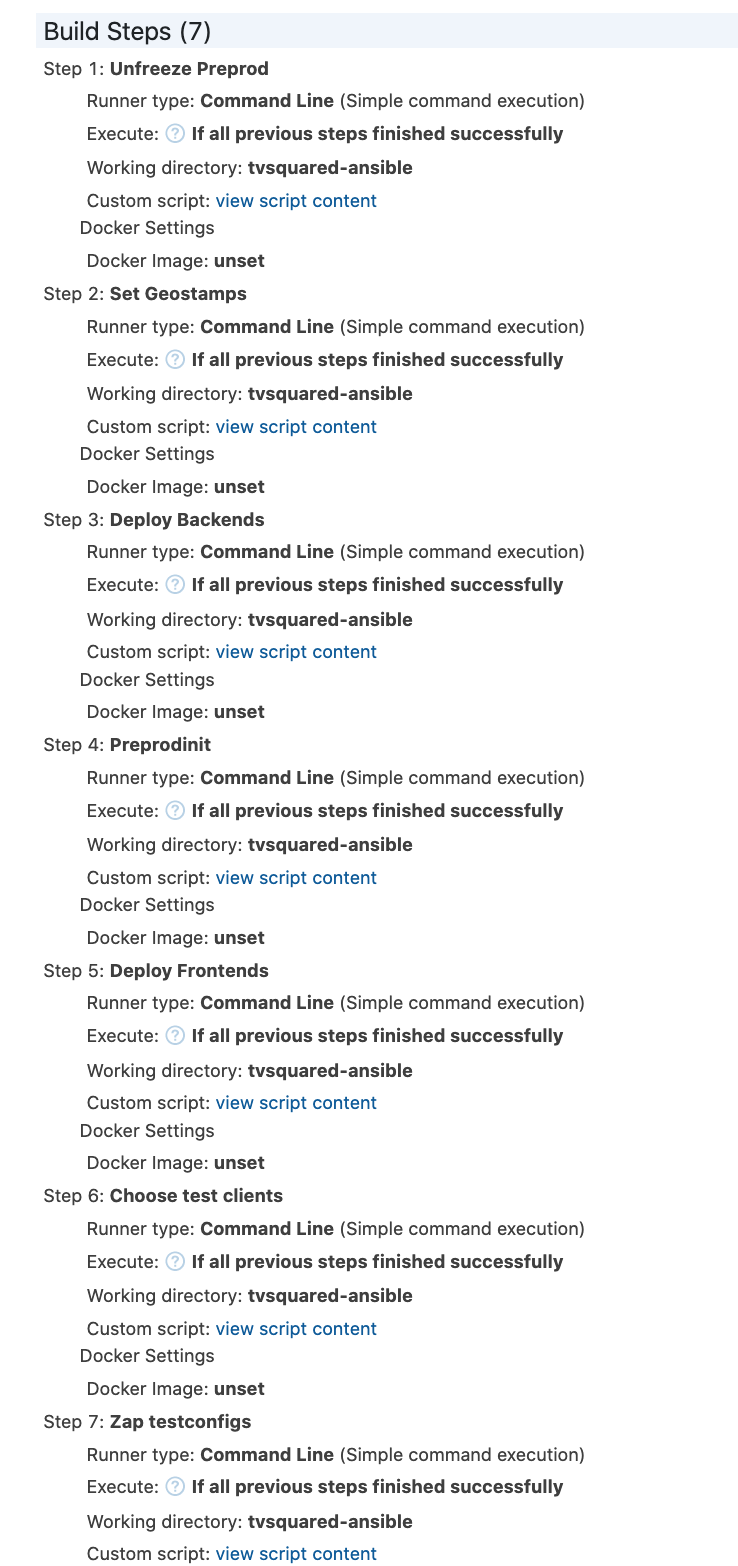 Build Steps (7)
Step 1: Unfreeze Preprod
Runner type: Command Line (Simple command execution)
Execute: ? If all previous steps finished successfully
Working directory: tvsquared-ansible
Custom script: view script content
Docker Settings
Docker Image: unset
Step 2: Set Geostamps
Runner type: Command Line (Simple command execution)
Execute: ? If all previous steps finished successfully
Working directory: tvsquared-ansible
Custom script: view script content
Docker Settings
Docker Image: unset
Step 3: Deploy Backends
Runner type: Command Line (Simple command execution)
Execute: ? If all previous steps finished successfully
Working directory: tvsquared-ansible
Custom script: view script content
Docker Settings
Docker Image: unset
Step 4: Preprodinit
Runner type: Command Line (Simple command execution)
Execute: ? If all previous steps finished successfully
Working directory: tvsquared-ansible
Custom script: view script content
Docker Settings
Docker Image: unset
Step 5: Deploy Frontends
Runner type: Command Line (Simple command execution)
Execute: ? If all previous steps finished successfully
Working directory: tvsquared-ansible
Custom script: view script content
Docker Settings
Docker Image: unset
Step 6: Choose test clients
Runner type: Command Line (Simple command execution)
Execute: ? If all previous steps finished successfully
Working directory: tvsquared-ansible
Custom script: view script content
Docker Settings
Docker Image: unset
Step 7: Zap testconfigs
Runner type: Command Line (Simple command execution)
Execute: ? If all previous steps finished successfully
Working directory: tvsquared-ansible
Custom script: view script content